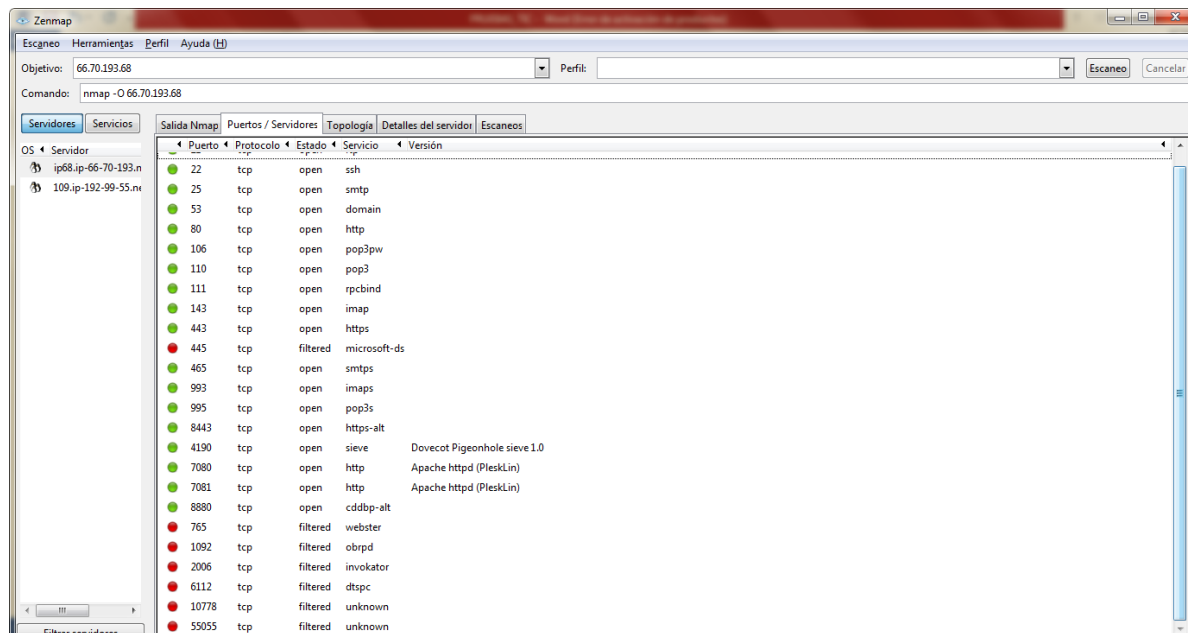 Zenmap
Escaneo Herramientas Perfil Ayuda (H)
Objetivo: 66.70.193.68 Perfil: Escaneo Cancelar
Comando: nmap -O 66.70.193.68
Servidores Servicios Salida Nmap Puertos / Servidores Topología Detalles del servidor Escaneos
OS Servidor Puerto Protocolo Estado Servicio Versión
ip68.ip-66-70-193.n
109.ip-192-99-55.ne
22 tcp open ssh
25 tcp open smtp
53 tcp open domain
80 tcp open http
106 tcp open pop3pw
110 tcp open pop3
111 tcp open rpcbind
143 tcp open imap
443 tcp open https
445 tcp filtered microsoft-ds
465 tcp open smtps
993 tcp open imaps
995 tcp open pop3s
8443 tcp open https-alt
4190 tcp open sieve Dovecot Pigeonhole sieve 1.0
7080 tcp open http Apache httpd (PleskLin)
7081 tcp open http Apache httpd (PleskLin)
8880 tcp open cddbp-alt
765 tcp filtered webster
1092 tcp filtered obrpd
2006 tcp filtered invokator
6112 tcp filtered dtspc
10778 tcp filtered unknown
55055 tcp filtered unknown
Filtrar servidores